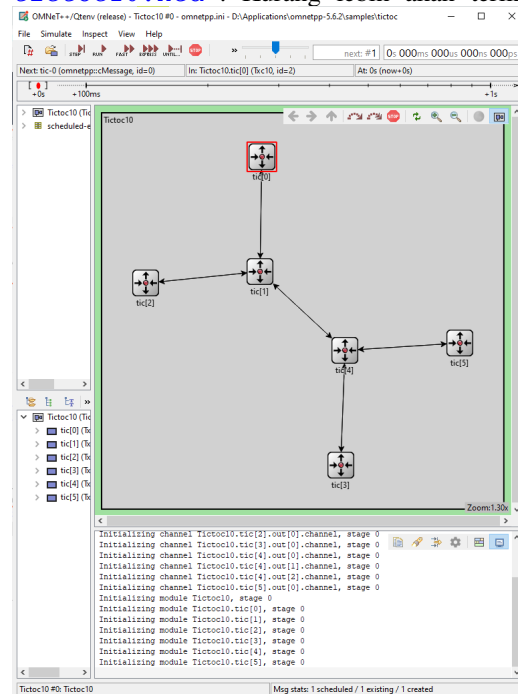 OMNeT++/Qtenv (release) - Tictoc10 #0 - omnetpp.ini - D:\Applications\omnetpp-5.6.2\samples\tictoc
File Simulate Inspect View Help
STEP RUN FAST EXPRESS UNTIL... STOP » next: #1 0s 000ms 000us 000ns 000ps
Next: tic-0 (omnetpp::cMessage, id=0) In: Tictoc10.tic[0] (Txc10, id=2) At: 0s (now+0s)
+0s +100ms +1s
Tictoc10 (Tic
scheduled-e
Tictoc10
tic[0]
tic[1]
tic[2]
tic[4]
tic[5]
tic[3]
Zoom:1.30x
Tictoc10 (Tic
tic[0] (Tx
tic[1] (Tx
tic[2] (Tx
tic[3] (Tx
tic[4] (Tx
tic[5] (Tx
Initializing channel Tictoc10.tic[2].out[0].channel, stage 0
Initializing channel Tictoc10.tic[3].out[0].channel, stage 0
Initializing channel Tictoc10.tic[4].out[0].channel, stage 0
Initializing channel Tictoc10.tic[4].out[1].channel, stage 0
Initializing channel Tictoc10.tic[4].out[2].channel, stage 0
Initializing channel Tictoc10.tic[5].out[0].channel, stage 0
Initializing module Tictoc10, stage 0
Initializing module Tictoc10.tic[0], stage 0
Initializing module Tictoc10.tic[1], stage 0
Initializing module Tictoc10.tic[2], stage 0
Initializing module Tictoc10.tic[3], stage 0
Initializing module Tictoc10.tic[4], stage 0
Initializing module Tictoc10.tic[5], stage 0
Tictoc10 #0: Tictoc10 Msg stats: 1 scheduled / 1 existing / 1 created